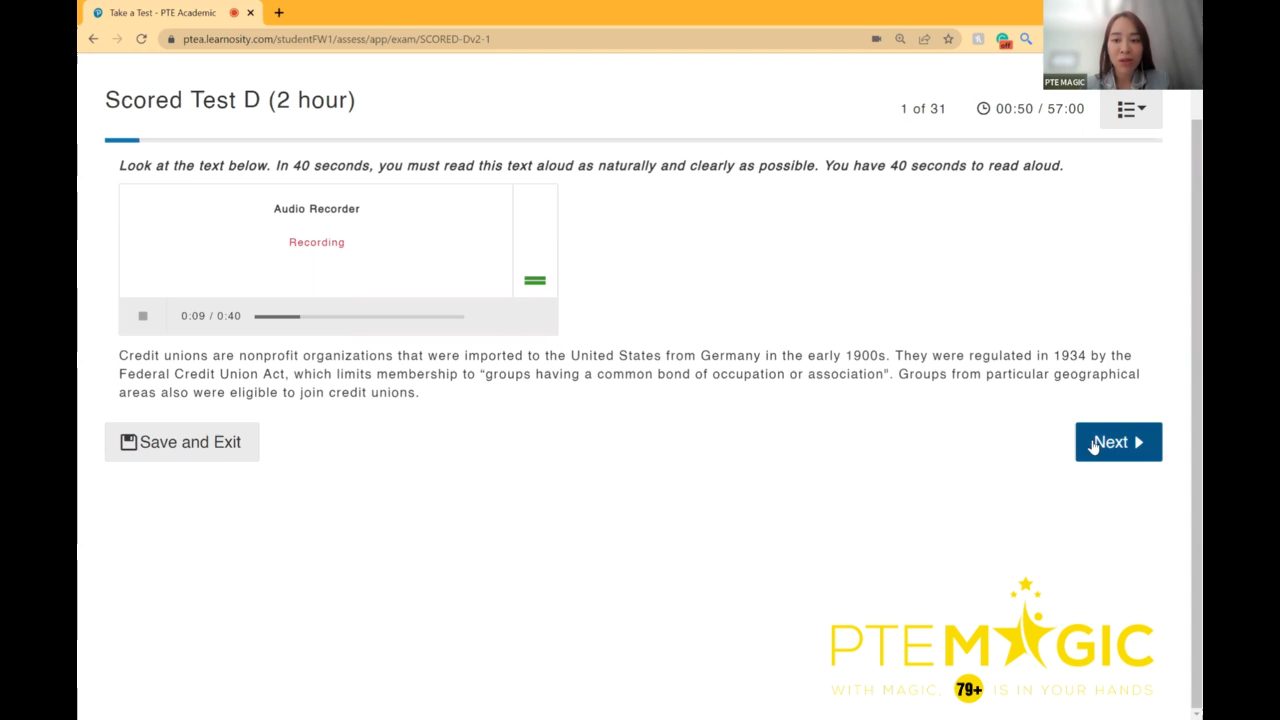 Take a Test - PTE Academic
ptea.learnosity.com/studentFW1/assess/app/exam/SCORED-Dv2-1
off
PTE MAGIC
Scored Test D (2 hour)
1 of 31
00:50 / 57:00
Look at the text below. In 40 seconds, you must read this text aloud as naturally and clearly as possible. You have 40 seconds to read aloud.
Audio Recorder
Recording
0:09 / 0:40
Credit unions are nonprofit organizations that were imported to the United States from Germany in the early 1900s. They were regulated in 1934 by the
Federal Credit Union Act, which limits membership to “groups having a common bond of occupation or association". Groups from particular geographical
areas also were eligible to join credit unions.
Save and Exit
Next
PTE MAGIC
WITH MAGIC, 79+ IS IN YOUR HANDS